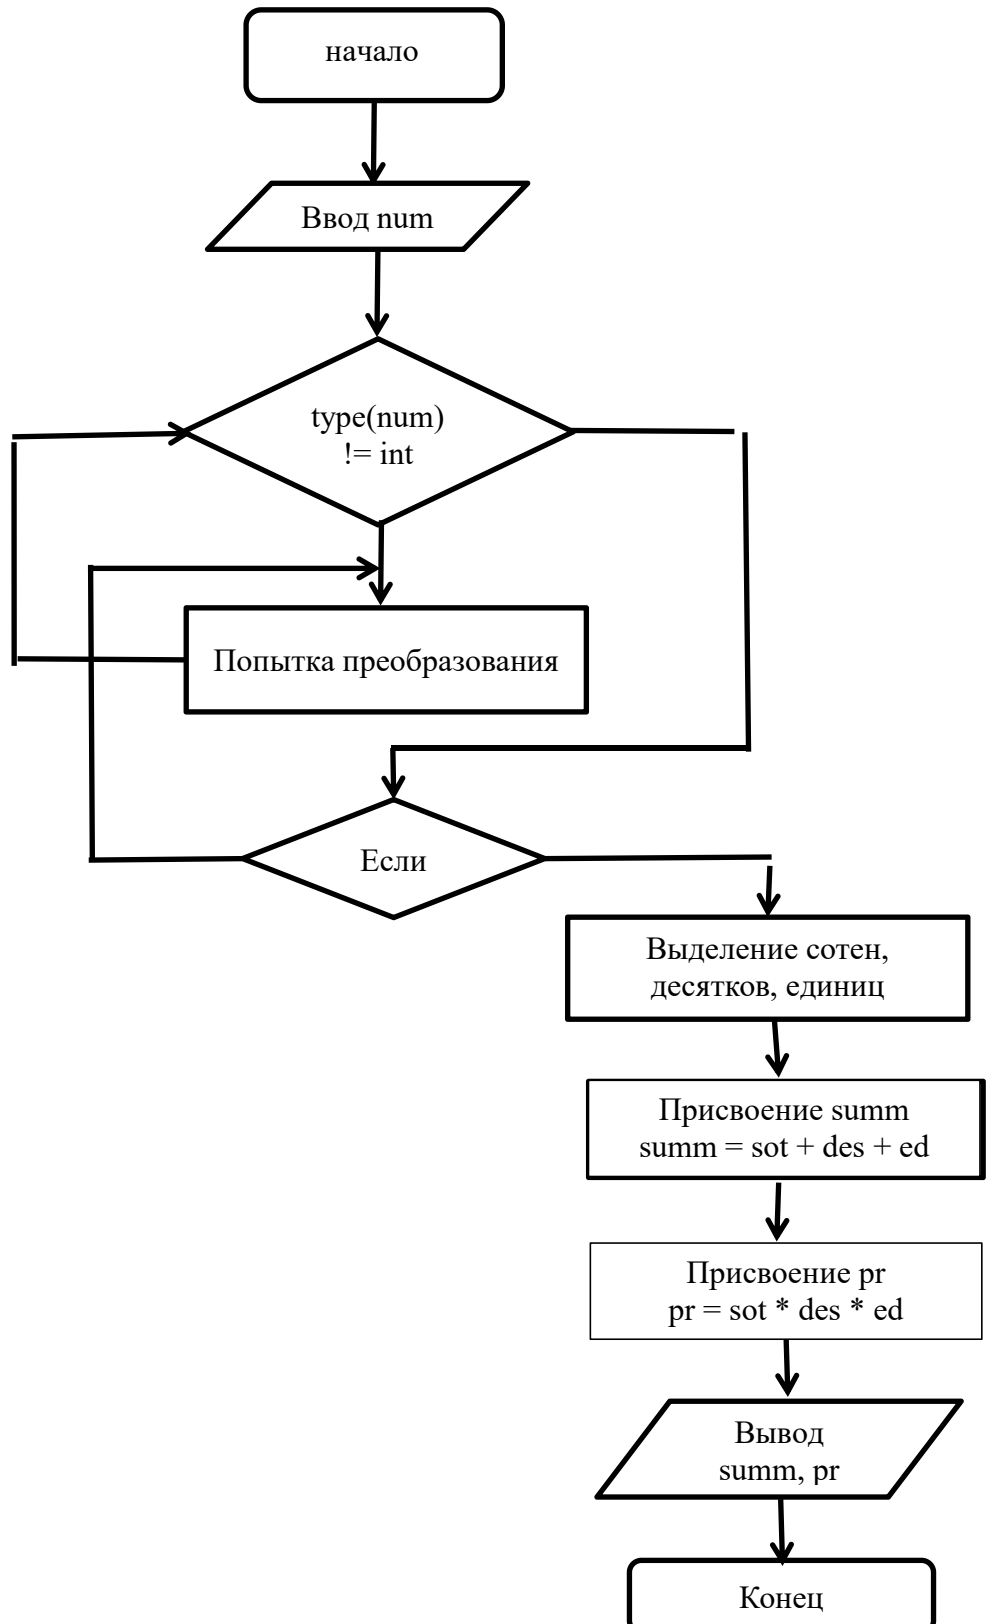 начало
Ввод num
type(num)
!= int
Попытка преобразования
Если
Выделение сотен,
десятков, единиц
Присвоение summ
summ = sot + des + ed
Присвоение pr
pr = sot * des * ed
Вывод
summ, pr
Конец